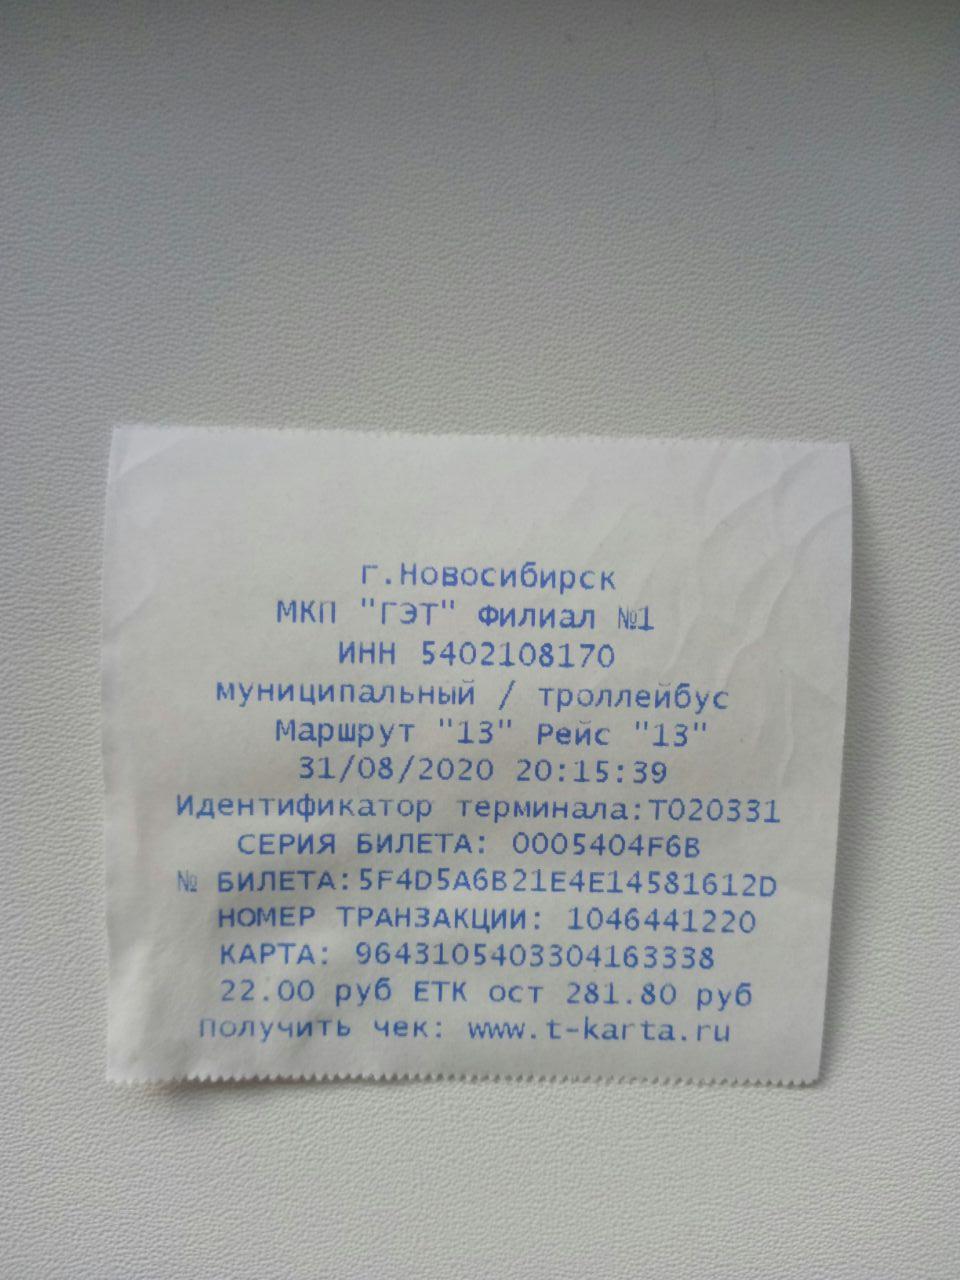 г.Новосибирск
МКП "ГЭТ" Филиал №1
ИНН 5402108170
муниципальный / троллейбус
Маршрут "13" Рейс "13"
31/08/2020 20:15:39
Идентификатор терминала:Т020331
СЕРИЯ БИЛЕТА: 0005404F6B
№ БИЛЕТА:5F4D5A6B21E4E14581612D
НОМЕР ТРАНЗАКЦИИ: 1046441220
КАРТА: 9643105403304163338
22.00 руб ЕТК ост 281.80 руб
Получить чек: www.t-karta.ru